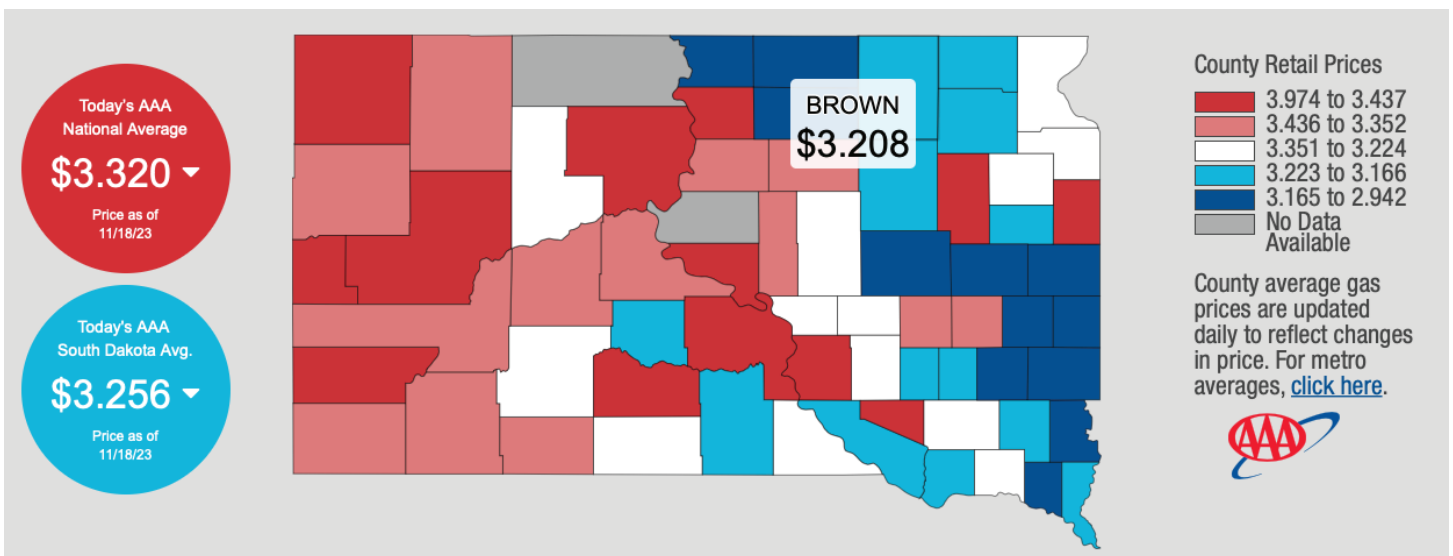 Today's AAA
National Average
$3.320
Price as of
11/18/23
Today's AAA
South Dakota Avg.
$3.256
Price as of
11/18/23
BROWN
$3.208
County Retail Prices
3.974 to 3.437
3.436 to 3.352
3.351 to 3.224
3.223 to 3.166
3.165 to 2.942
No Data
Available
County average gas
prices are updated
daily to reflect changes
in price. For metro
averages, click here.
AAA